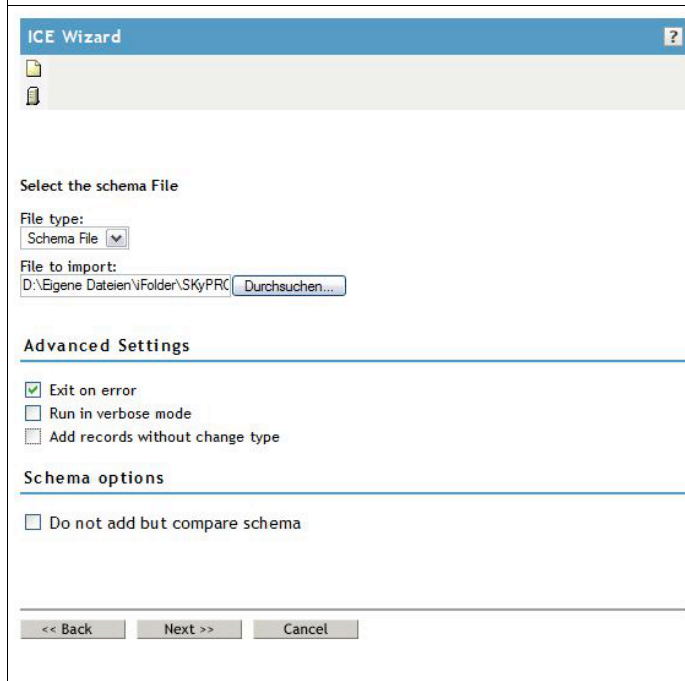 ICE Wizard ?
Select the schema File
File type:
Schema File
File to import:
D:\Eigene Dateien\iFolder\SKyPRO Durchsuchen...
Advanced Settings
Exit on error
Run in verbose mode
Add records without change type
Schema options
Do not add but compare schema
<< Back Next >> Cancel